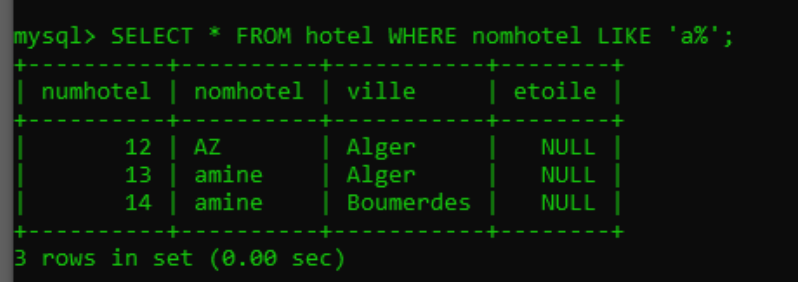 mysql> SELECT * FROM hotel WHERE nomhotel LIKE 'a%';
+----------+----------+-----------+--------+
| numhotel | nomhotel | ville     | etoile |
+----------+----------+-----------+--------+
|       12 | AZ       | Alger     |   NULL |
|       13 | amine    | Alger     |   NULL |
|       14 | amine    | Boumerdes |   NULL |
+----------+----------+-----------+--------+
3 rows in set (0.00 sec)